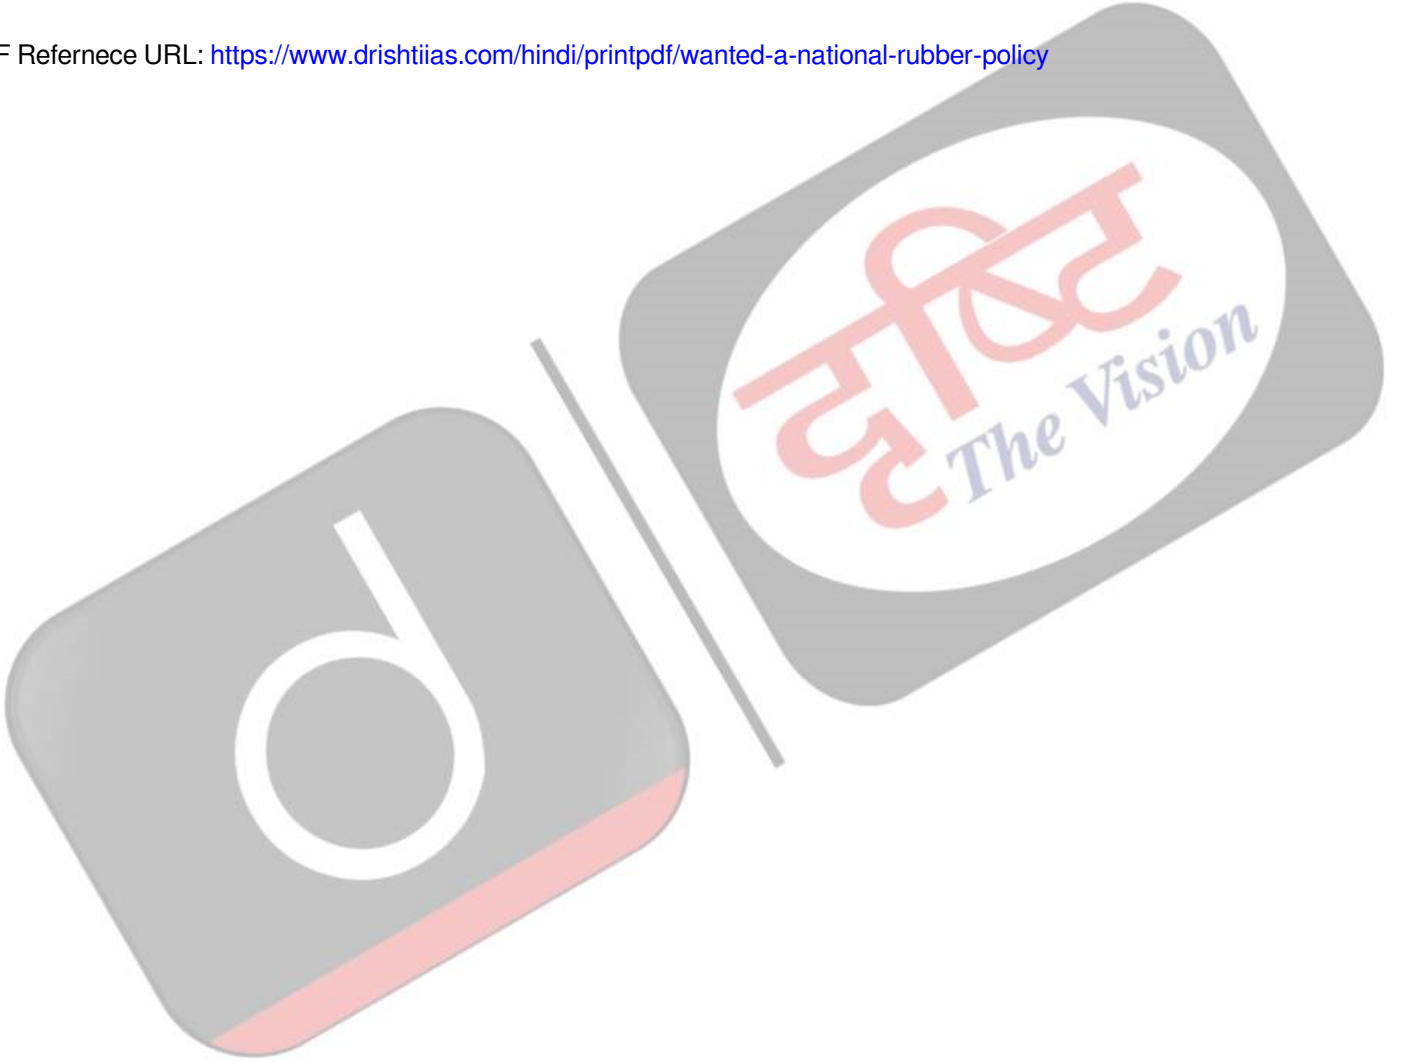 F Refernece URL: https://www.drishtiias.com/hindi/printpdf/wanted-a-national-rubber-policy
दृष्टि
The Vision
d